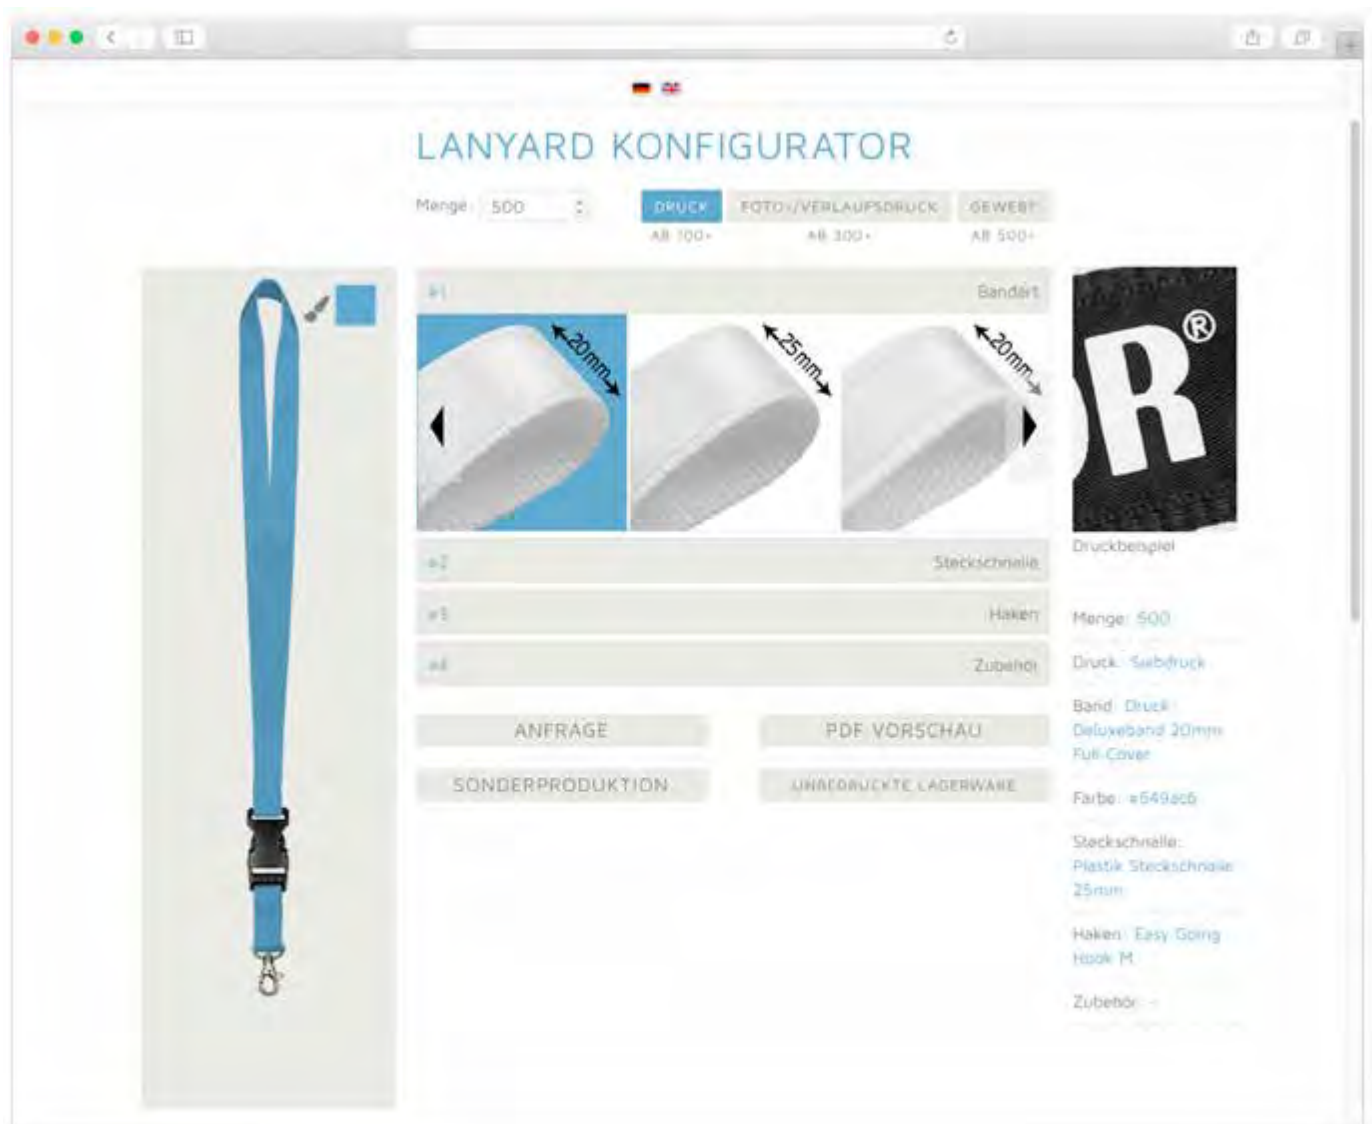 LANYARD KONFIGURATOR
Menge: 500
DRUCK
AB 100+
FOTO-/VERLAUFSDRUCK
AB 300+
GEWEBT
AB 500+
#1 Bandart
20mm
25mm
20mm
#2 Steckschnalle
#3 Haken
#4 Zubehör
ANFRAGE
PDF VORSCHAU
SONDERPRODUKTION
UNBEDRUCKTE LAGERWARE
R®
Druckbeispiel
Menge: 500
Druck: Siebdruck
Band: Druck
Deluxeband 20mm
Full Cover
Farbe: #549ac6
Steckschnalle:
Plastik Steckschnalle
25mm
Haken: Easy Going
Hook M
Zubehör: -